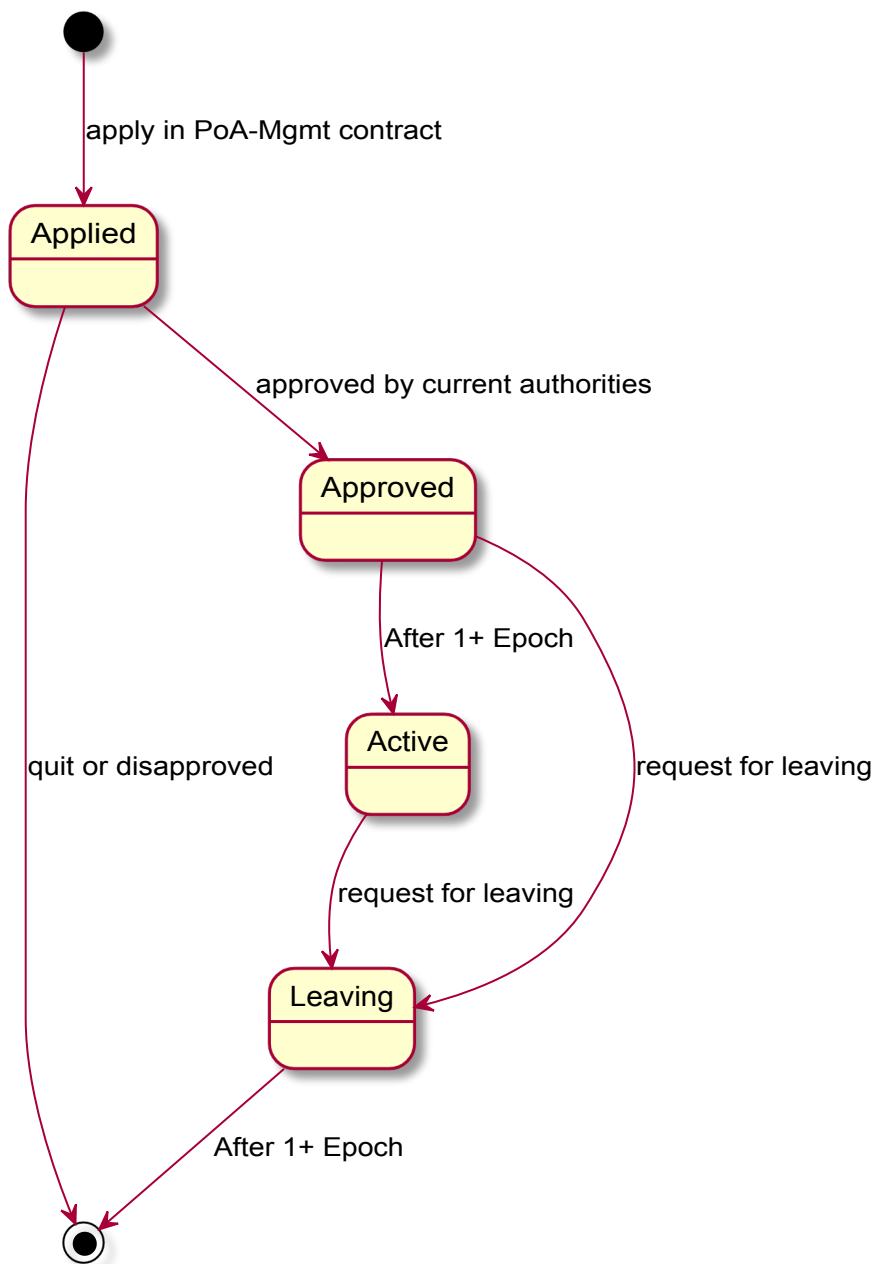 apply in PoA-Mgmt contract
Applied
approved by current authorities
Approved
After 1+ Epoch
Active
quit or disapproved
request for leaving
request for leaving
Leaving
After 1+ Epoch